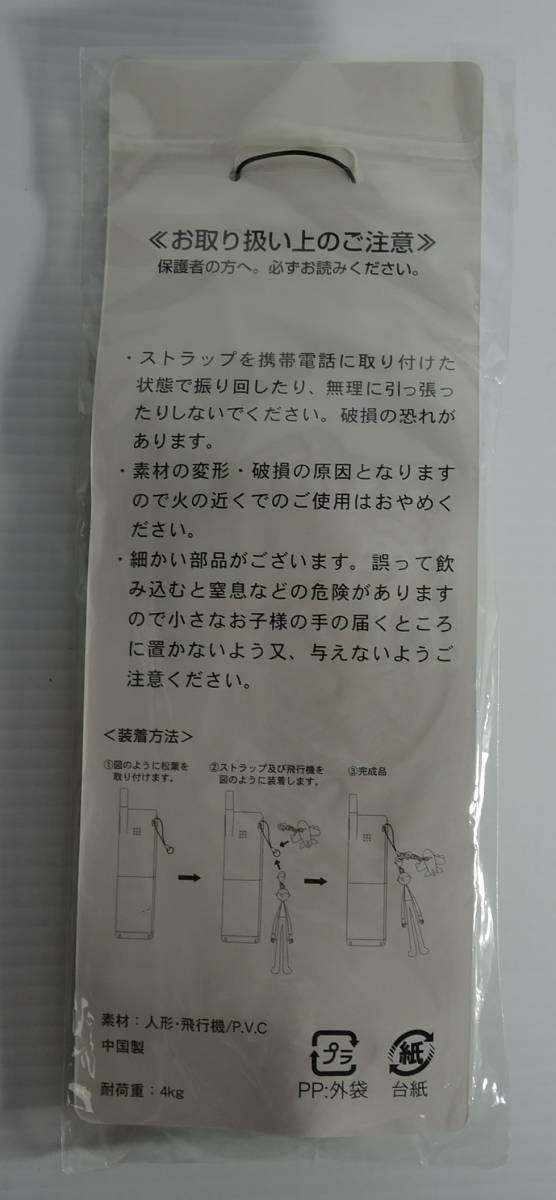 ≪お取り扱い上のご注意≫
保護者の方へ。必ずお読みください。
・ストラップを携帯電話に取り付けた
状態で振り回したり、無理に引っ張っ
たりしないでください。破損の恐れが
あります。
・素材の変形・破損の原因となります
ので火の近くでのご使用はおやめく
ださい。
・細かい部品がございます。誤って飲
み込むと窒息などの危険があります
ので小さなお子様の手の届くところ
に置かないよう又、与えないようご
注意ください。
＜装着方法＞
①図のように松葉を
取り付けます。
②ストラップ及び飛行機を
図のように装着します。
③完成品
素材：人形・飛行機/P.V.C
中国製
耐荷重：4kg
プラ
PP:外袋
紙
台紙